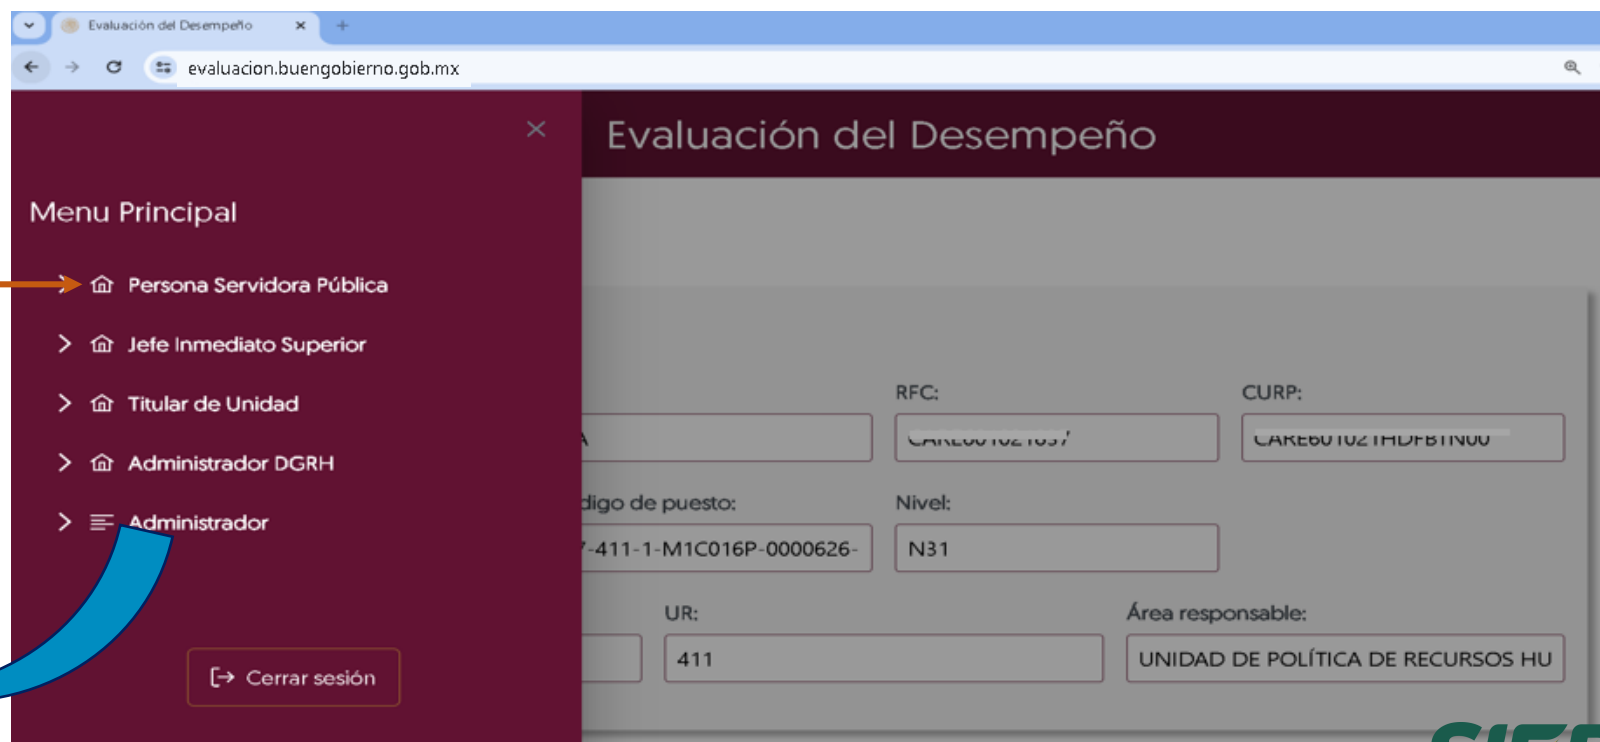 Evaluación del Desempeño
evaluacion.buengobierno.gob.mx
Evaluación del Desempeño
Menu Principal
Persona Servidora Pública
Jefe Inmediato Superior
Titular de Unidad
Administrador DGRH
Administrador
Cerrar sesión
RFC:
CURP:
A
digo de puesto:
Nivel:
-411-1-M1C016P-0000626-
N31
UR:
Área responsable:
411
UNIDAD DE POLÍTICA DE RECURSOS HU